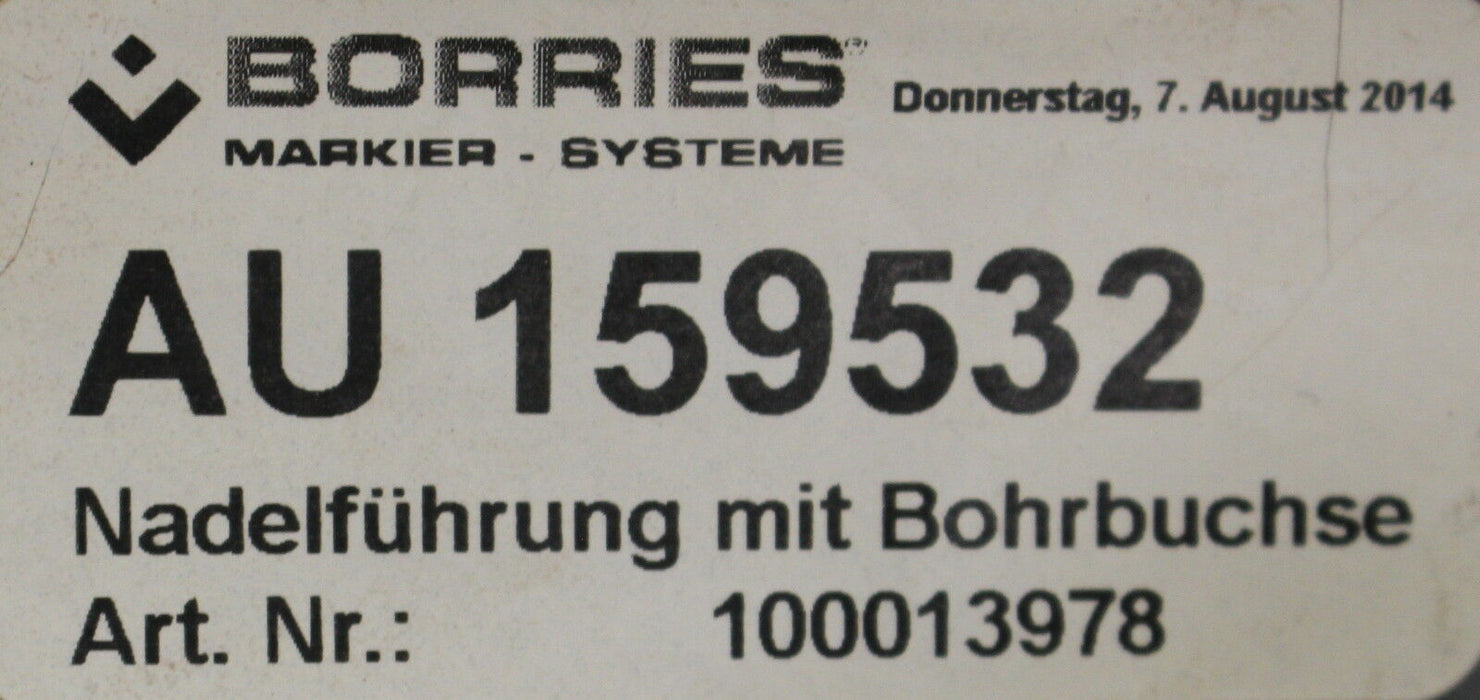 BORRIES(R) Donnerstag, 7. August 2014
MARKIER - SYSTEME
AU 159532
Nadelführung mit Bohrbuchse
Art. Nr.: 100013978